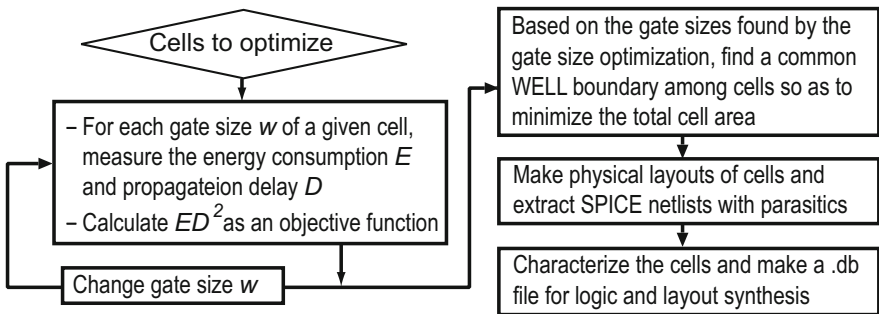 Cells to optimize
– For each gate size w of a given cell,
measure the energy consumption E
and propagateion delay D
– Calculate ED² as an objective function
Change gate size w
Based on the gate sizes found by the
gate size optimization, find a common
WELL boundary among cells so as to
minimize the total cell area
Make physical layouts of cells and
extract SPICE netlists with parasitics
Characterize the cells and make a .db
file for logic and layout synthesis